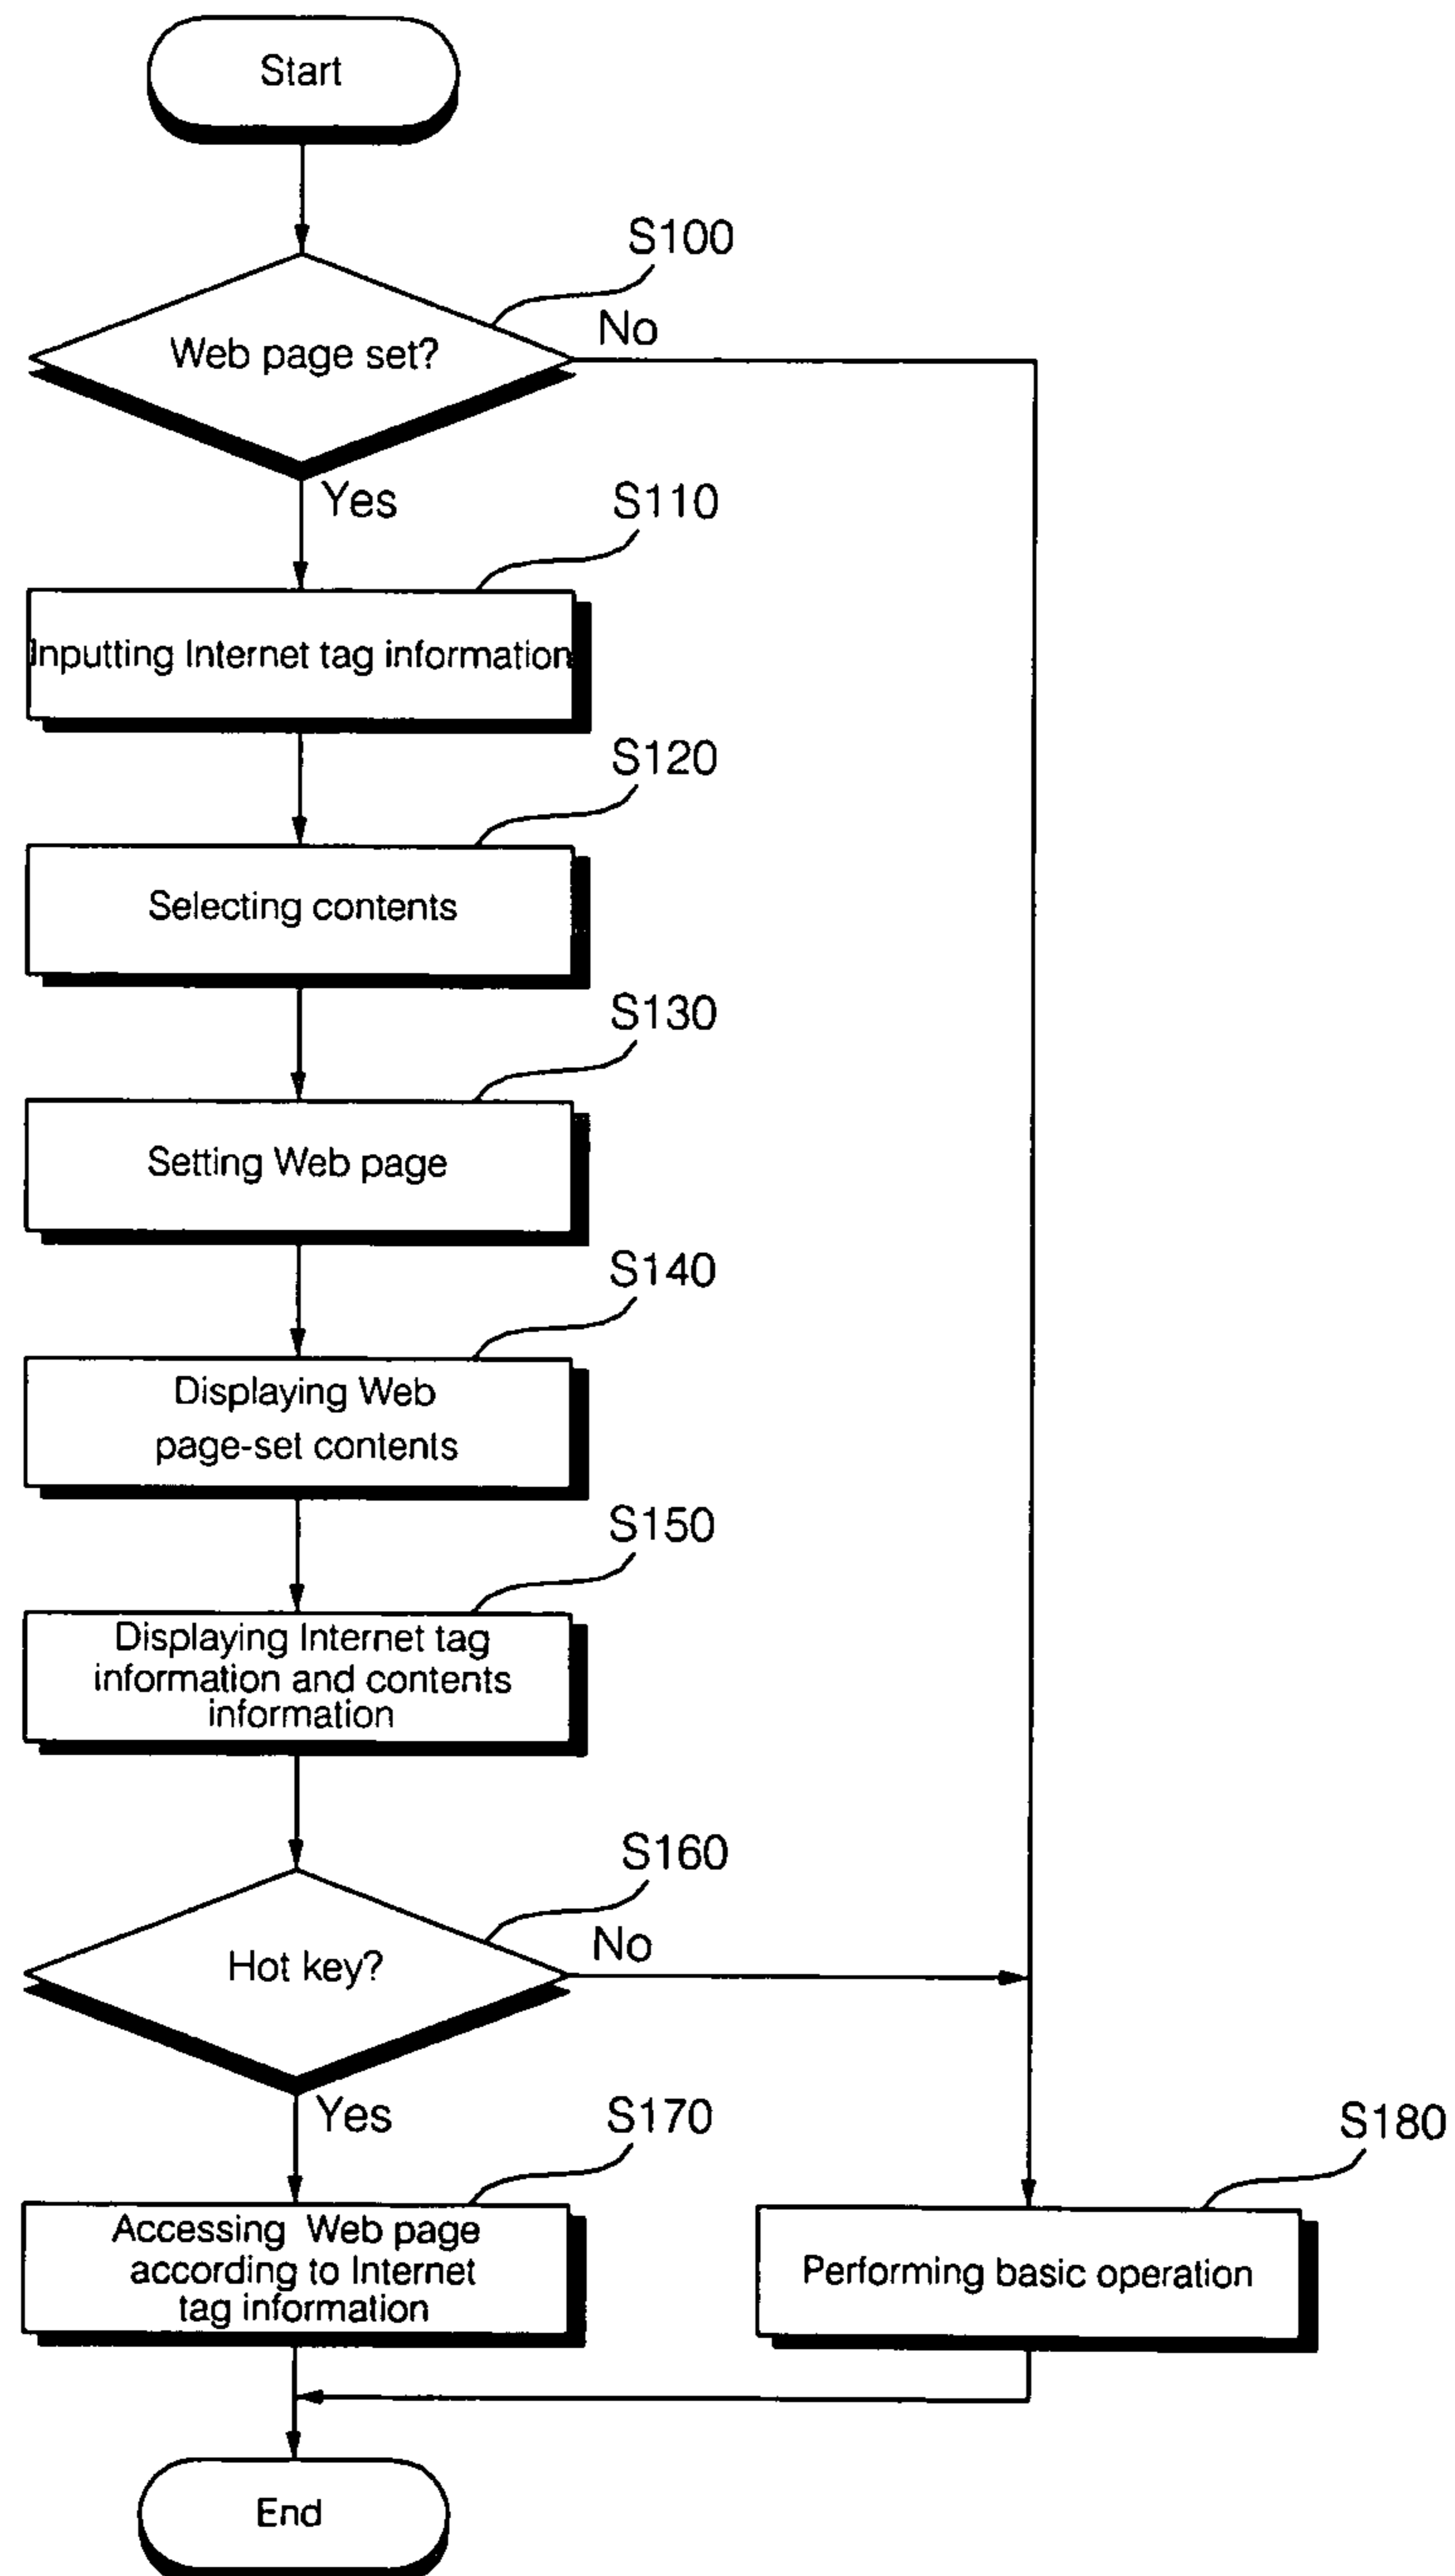 Start
S100
Web page set?
No
Yes
S110
Inputting Internet tag information
S120
Selecting contents
S130
Setting Web page
S140
Displaying Web
page-set contents
S150
Displaying Internet tag
information and contents
information
S160
Hot key?
No
Yes
S170
Accessing Web page
according to Internet
tag information
S180
Performing basic operation
End